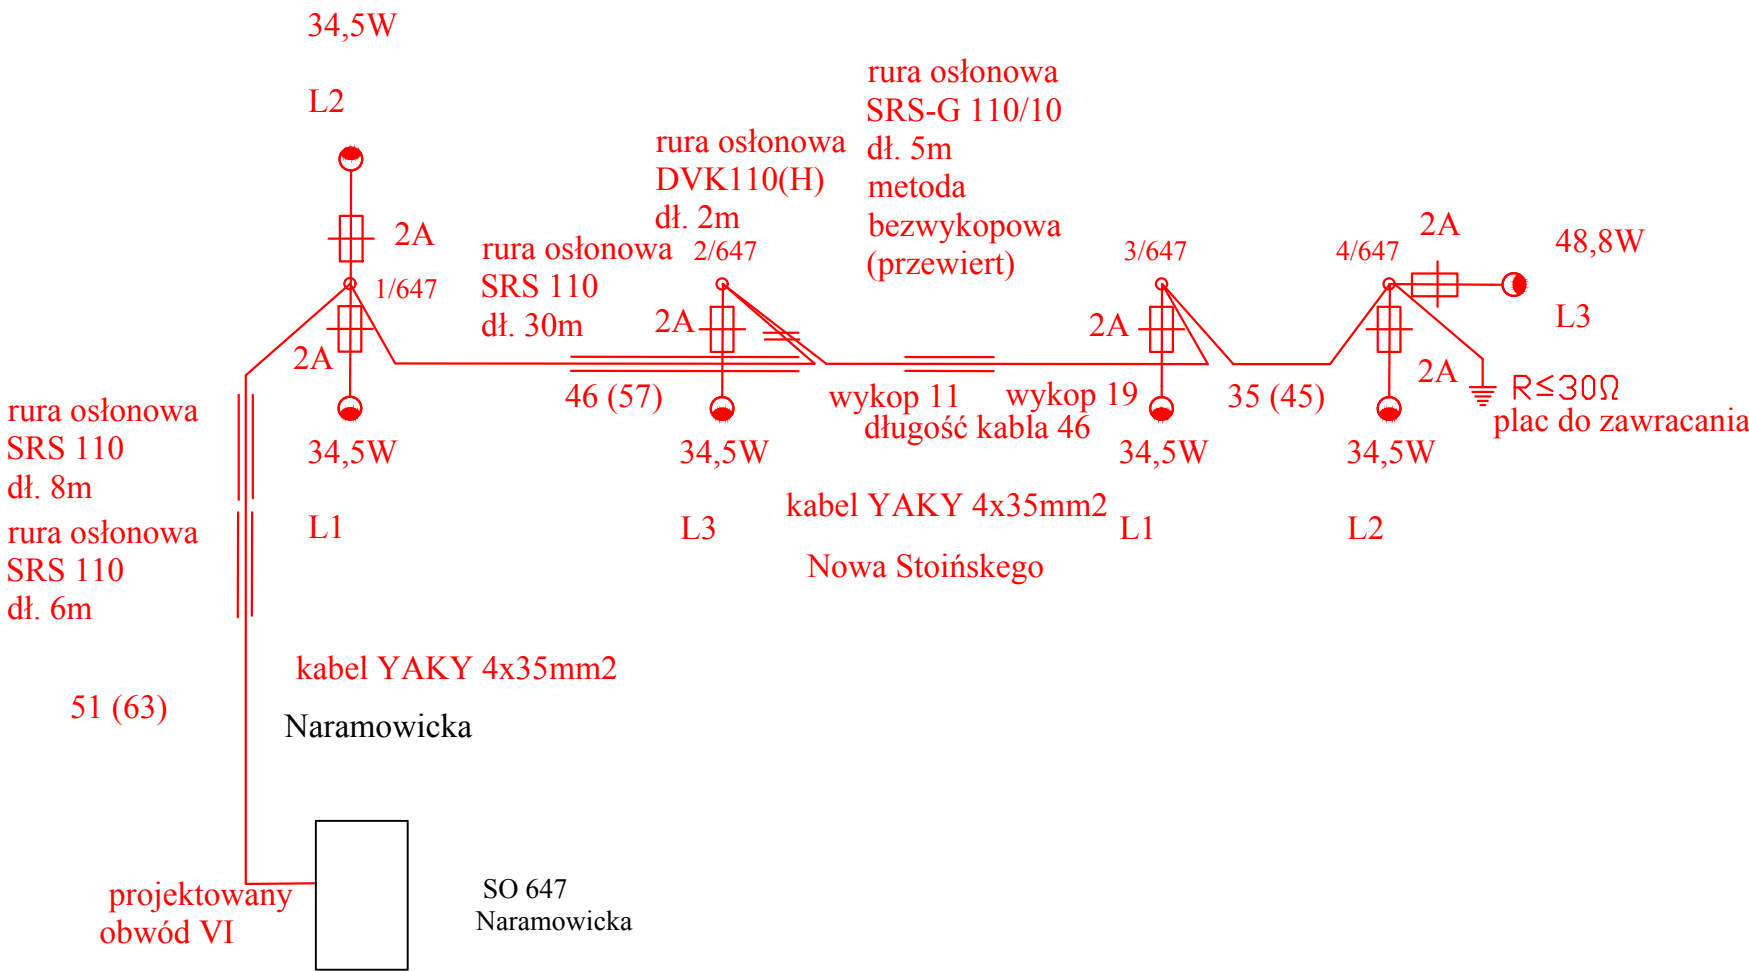 34,5W
L2
2A
1/647
2A
34,5W
L1
rura osłonowa
SRS 110
dł. 8m
rura osłonowa
SRS 110
dł. 6m
51 (63)
kabel YAKY 4x35mm2
Naramowicka
projektowany
obwód VI
SO 647
Naramowicka
rura osłonowa
SRS 110
dł. 30m
46 (57)
rura osłonowa
DVK110(H)
dł. 2m
2/647
2A
34,5W
L3
rura osłonowa
SRS-G 110/10
dł. 5m
metoda
bezwykopowa
(przewiert)
wykop 11
wykop 19
długość kabla 46
kabel YAKY 4x35mm2
Nowa Stoińskego
3/647
2A
34,5W
L1
35 (45)
4/647
2A
48,8W
L3
2A
34,5W
L2
R≤30Ω
plac do zawracania